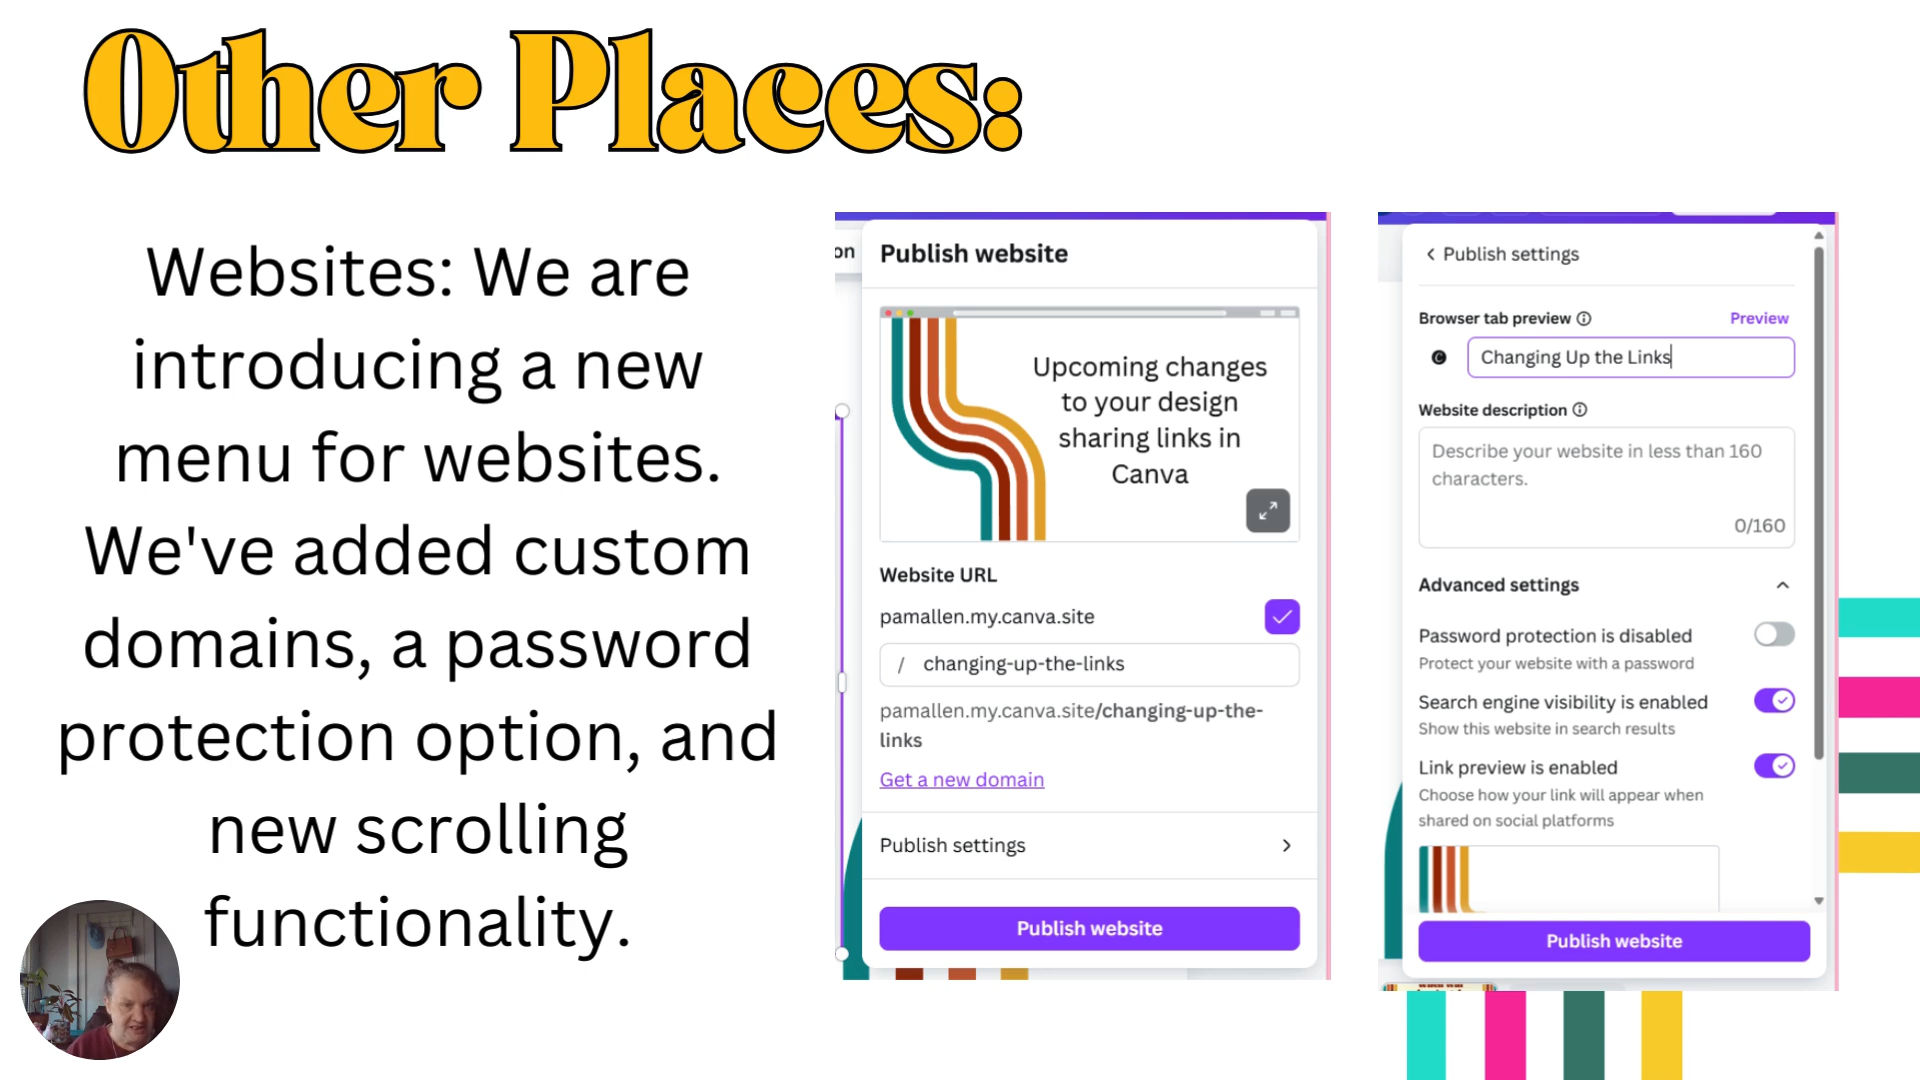 Other Places:
Websites: We are
introducing a new
menu for websites.
We've added custom
domains, a password
protection option, and
new scrolling
functionality.
on
Publish website
Upcoming changes
to your design
sharing links in
Canva
Website URL
pamallen.my.canva.site
/ changing-up-the-links
pamallen.my.canva.site/changing-up-the-
links
Get a new domain
Publish settings
Publish website
Publish settings
Browser tab preview
Preview
Changing Up the Links
Website description
Describe your website in less than 160
characters.
0/160
Advanced settings
Password protection is disabled
Protect your website with a password
Search engine visibility is enabled
Show this website in search results
Link preview is enabled
Choose how your link will appear when
shared on social platforms
Publish website